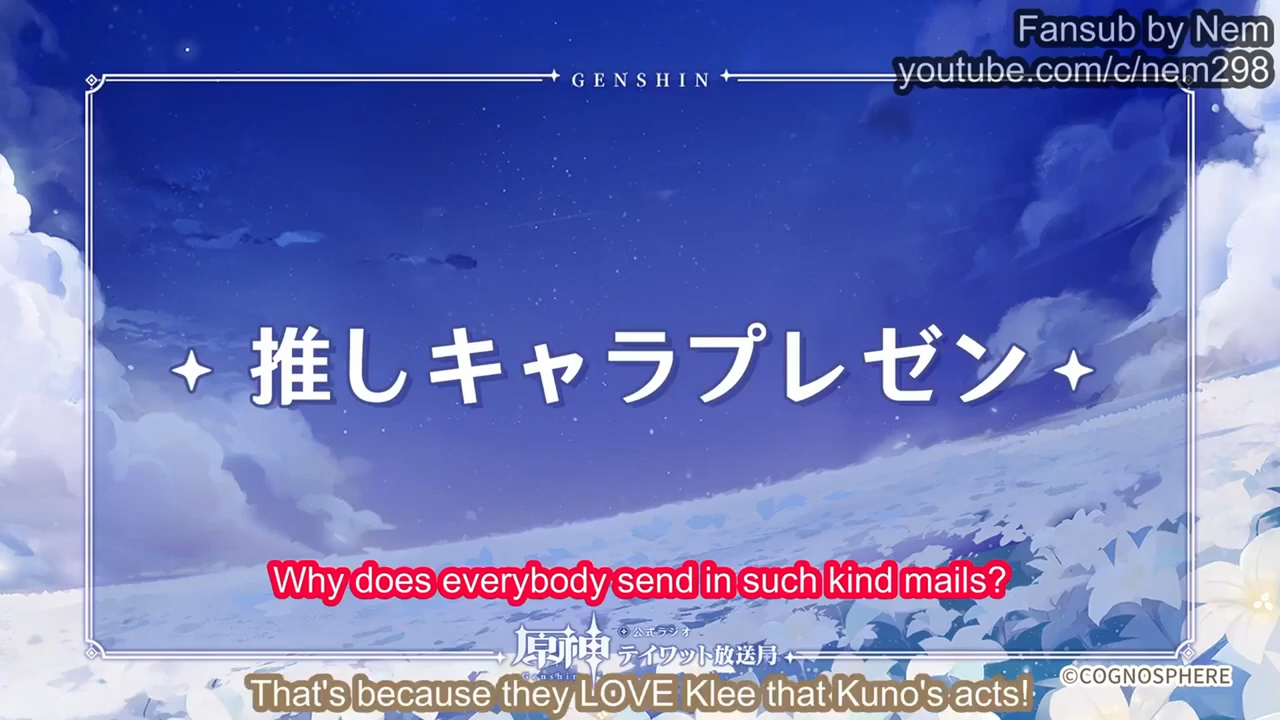 Fansub by Nem
youtube.com/c/nem298
GENSHIN
推しキャラプレゼン
Why does everybody send in such kind mails?
原神
公式ラジオ
テイワット放送局
Genshin
©COGNOSPHERE
That's because they LOVE Klee that Kuno's acts!